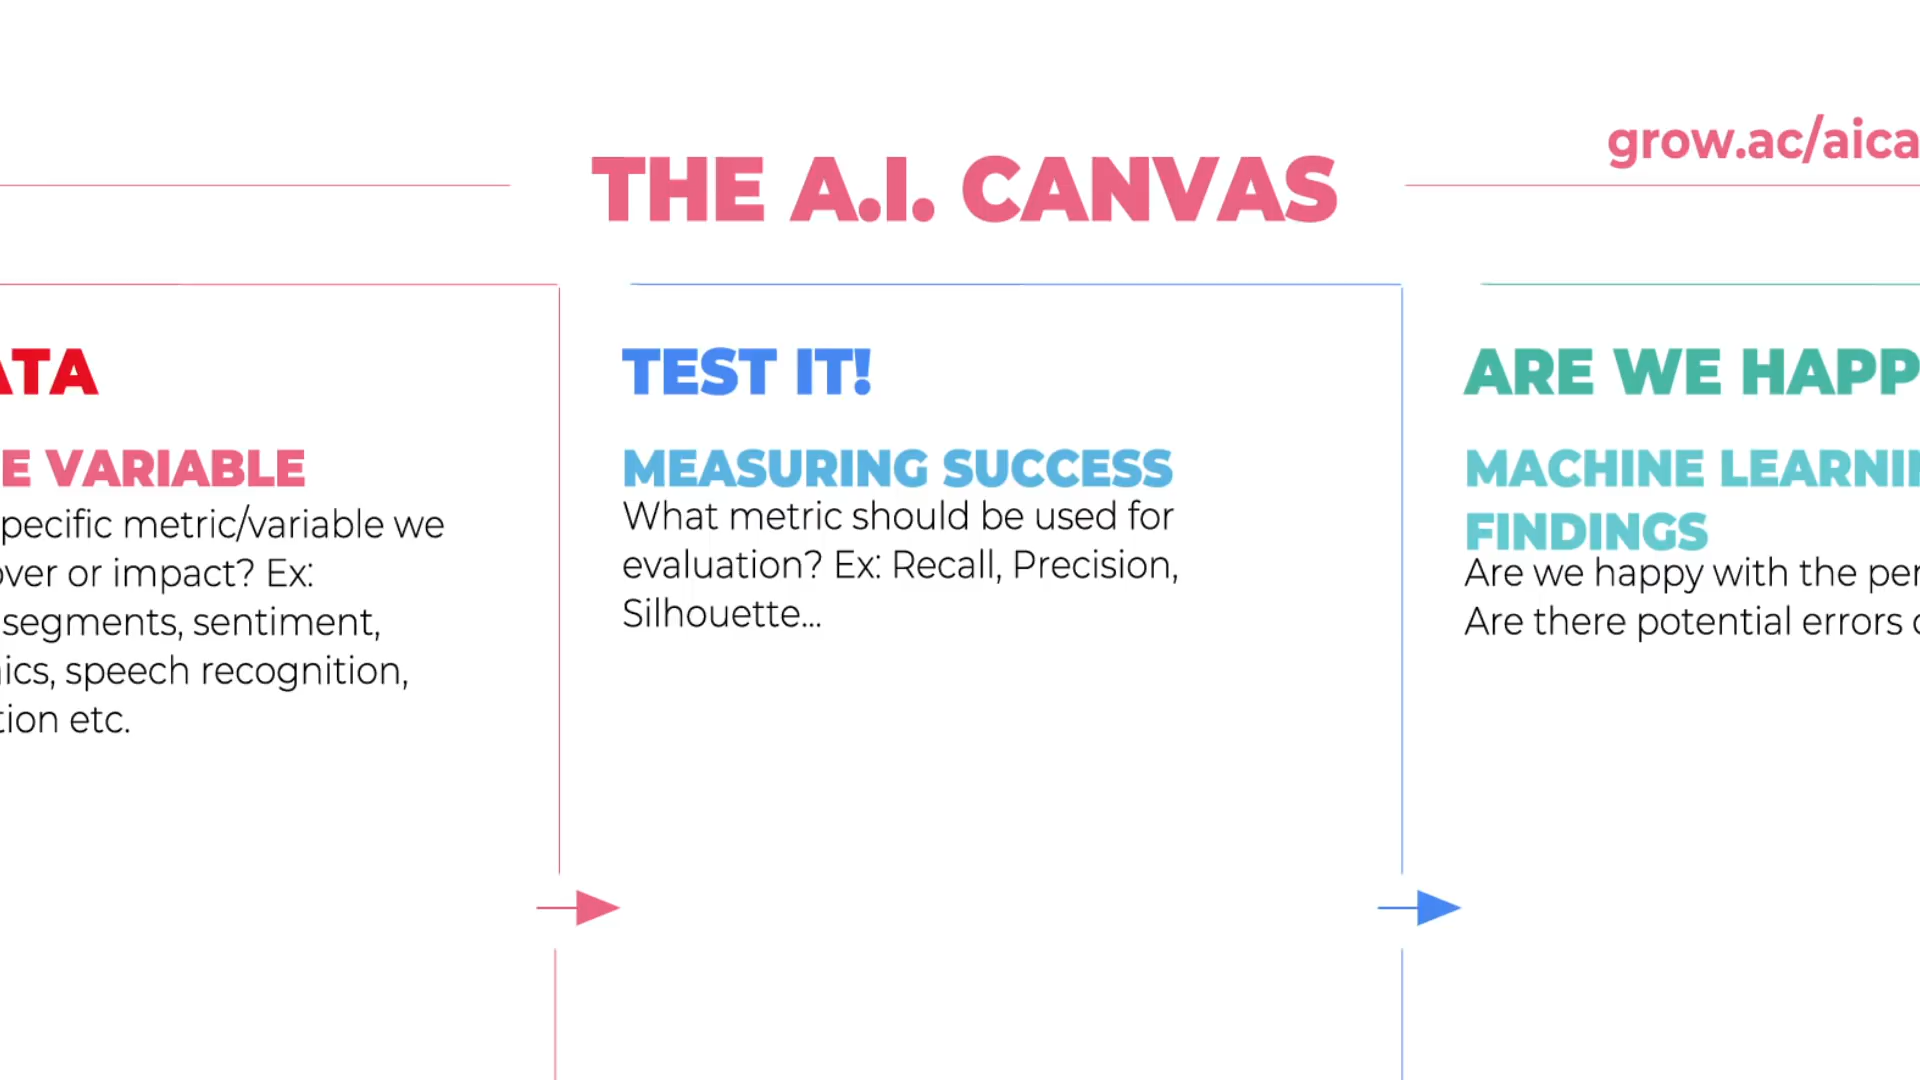 grow.ac/aica
THE A.I. CANVAS
ATA
E VARIABLE
pecific metric/variable we
over or impact? Ex:
segments, sentiment,
ics, speech recognition,
tion etc.
TEST IT!
MEASURING SUCCESS
What metric should be used for
evaluation? Ex: Recall, Precision,
Silhouette...
ARE WE HAPP
MACHINE LEARNIN
FINDINGS
Are we happy with the per
Are there potential errors